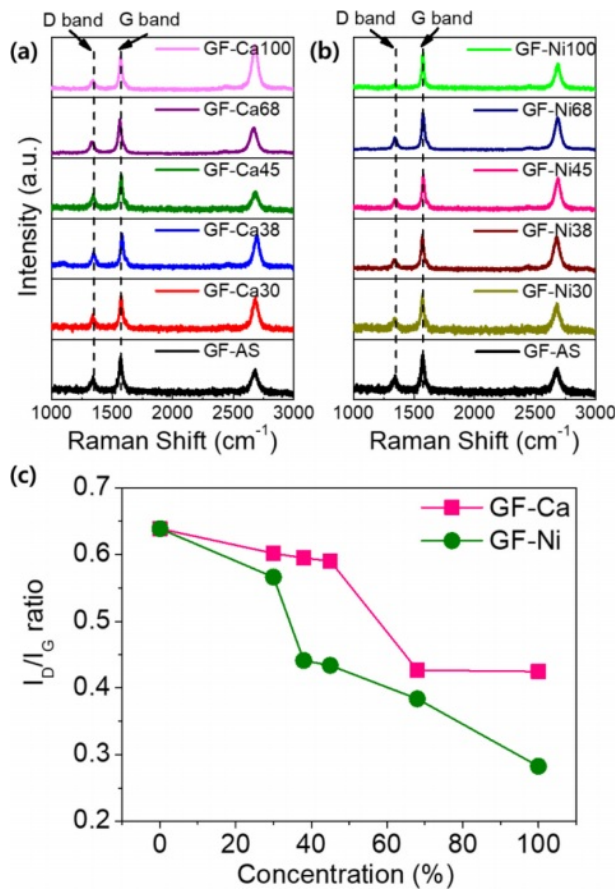 D band G band
(a)
GF-Ca100
GF-Ca68
GF-Ca45
GF-Ca38
GF-Ca30
GF-AS
Intensity (a.u.)
1000 1500 2000 2500 3000
Raman Shift (cm⁻¹)
D band G band
(b)
GF-Ni100
GF-Ni68
GF-Ni45
GF-Ni38
GF-Ni30
GF-AS
1000 1500 2000 2500 3000
Raman Shift (cm⁻¹)
(c)
GF-Ca
GF-Ni
0.7
0.6
0.5
0.4
0.3
0.2
I_D/I_G ratio
0 20 40 60 80 100
Concentration (%)